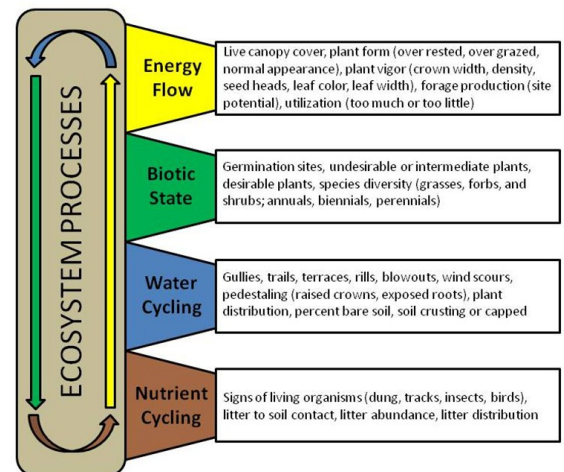 ECOSYSTEM PROCESSES
Energy
Flow
Live canopy cover, plant form (over rested, over grazed,
normal appearance), plant vigor (crown width, density,
seed heads, leaf color, leaf width), forage production (site
potential), utilization (too much or too little)
Biotic
State
Germination sites, undesirable or intermediate plants,
desirable plants, species diversity (grasses, forbs, and
shrubs; annuals, biennials, perennials)
Water
Cycling
Gullies, trails, terraces, rills, blowouts, wind scours,
pedestaling (raised crowns, exposed roots), plant
distribution, percent bare soil, soil crusting or capped
Nutrient
Cycling
Signs of living organisms (dung, tracks, insects, birds),
litter to soil contact, litter abundance, litter distribution